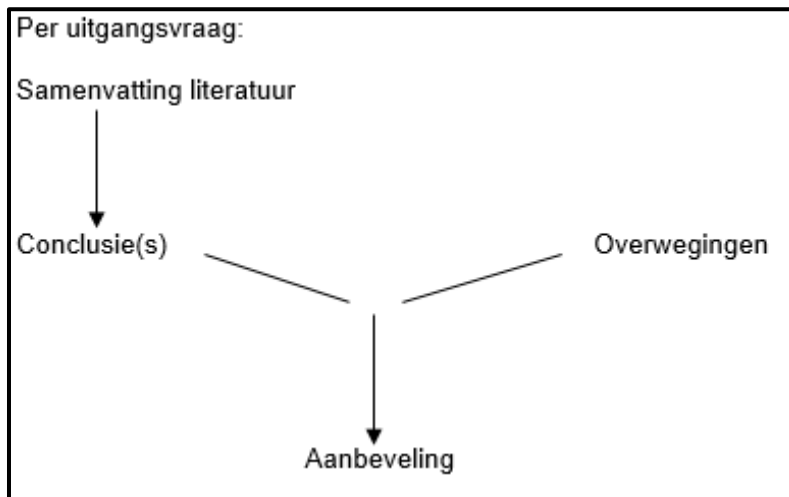 Per uitgangsvraag:
Samenvatting literatuur
Conclusie(s)
Overwegingen
Aanbeveling